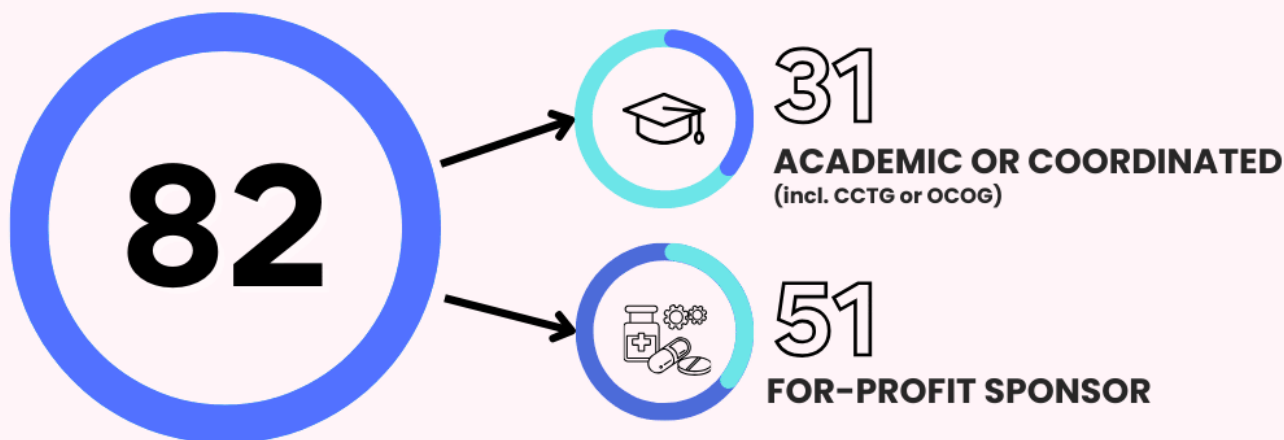 82
31
ACADEMIC OR COORDINATED
(incl. CCTG or OCOG)
51
FOR-PROFIT SPONSOR